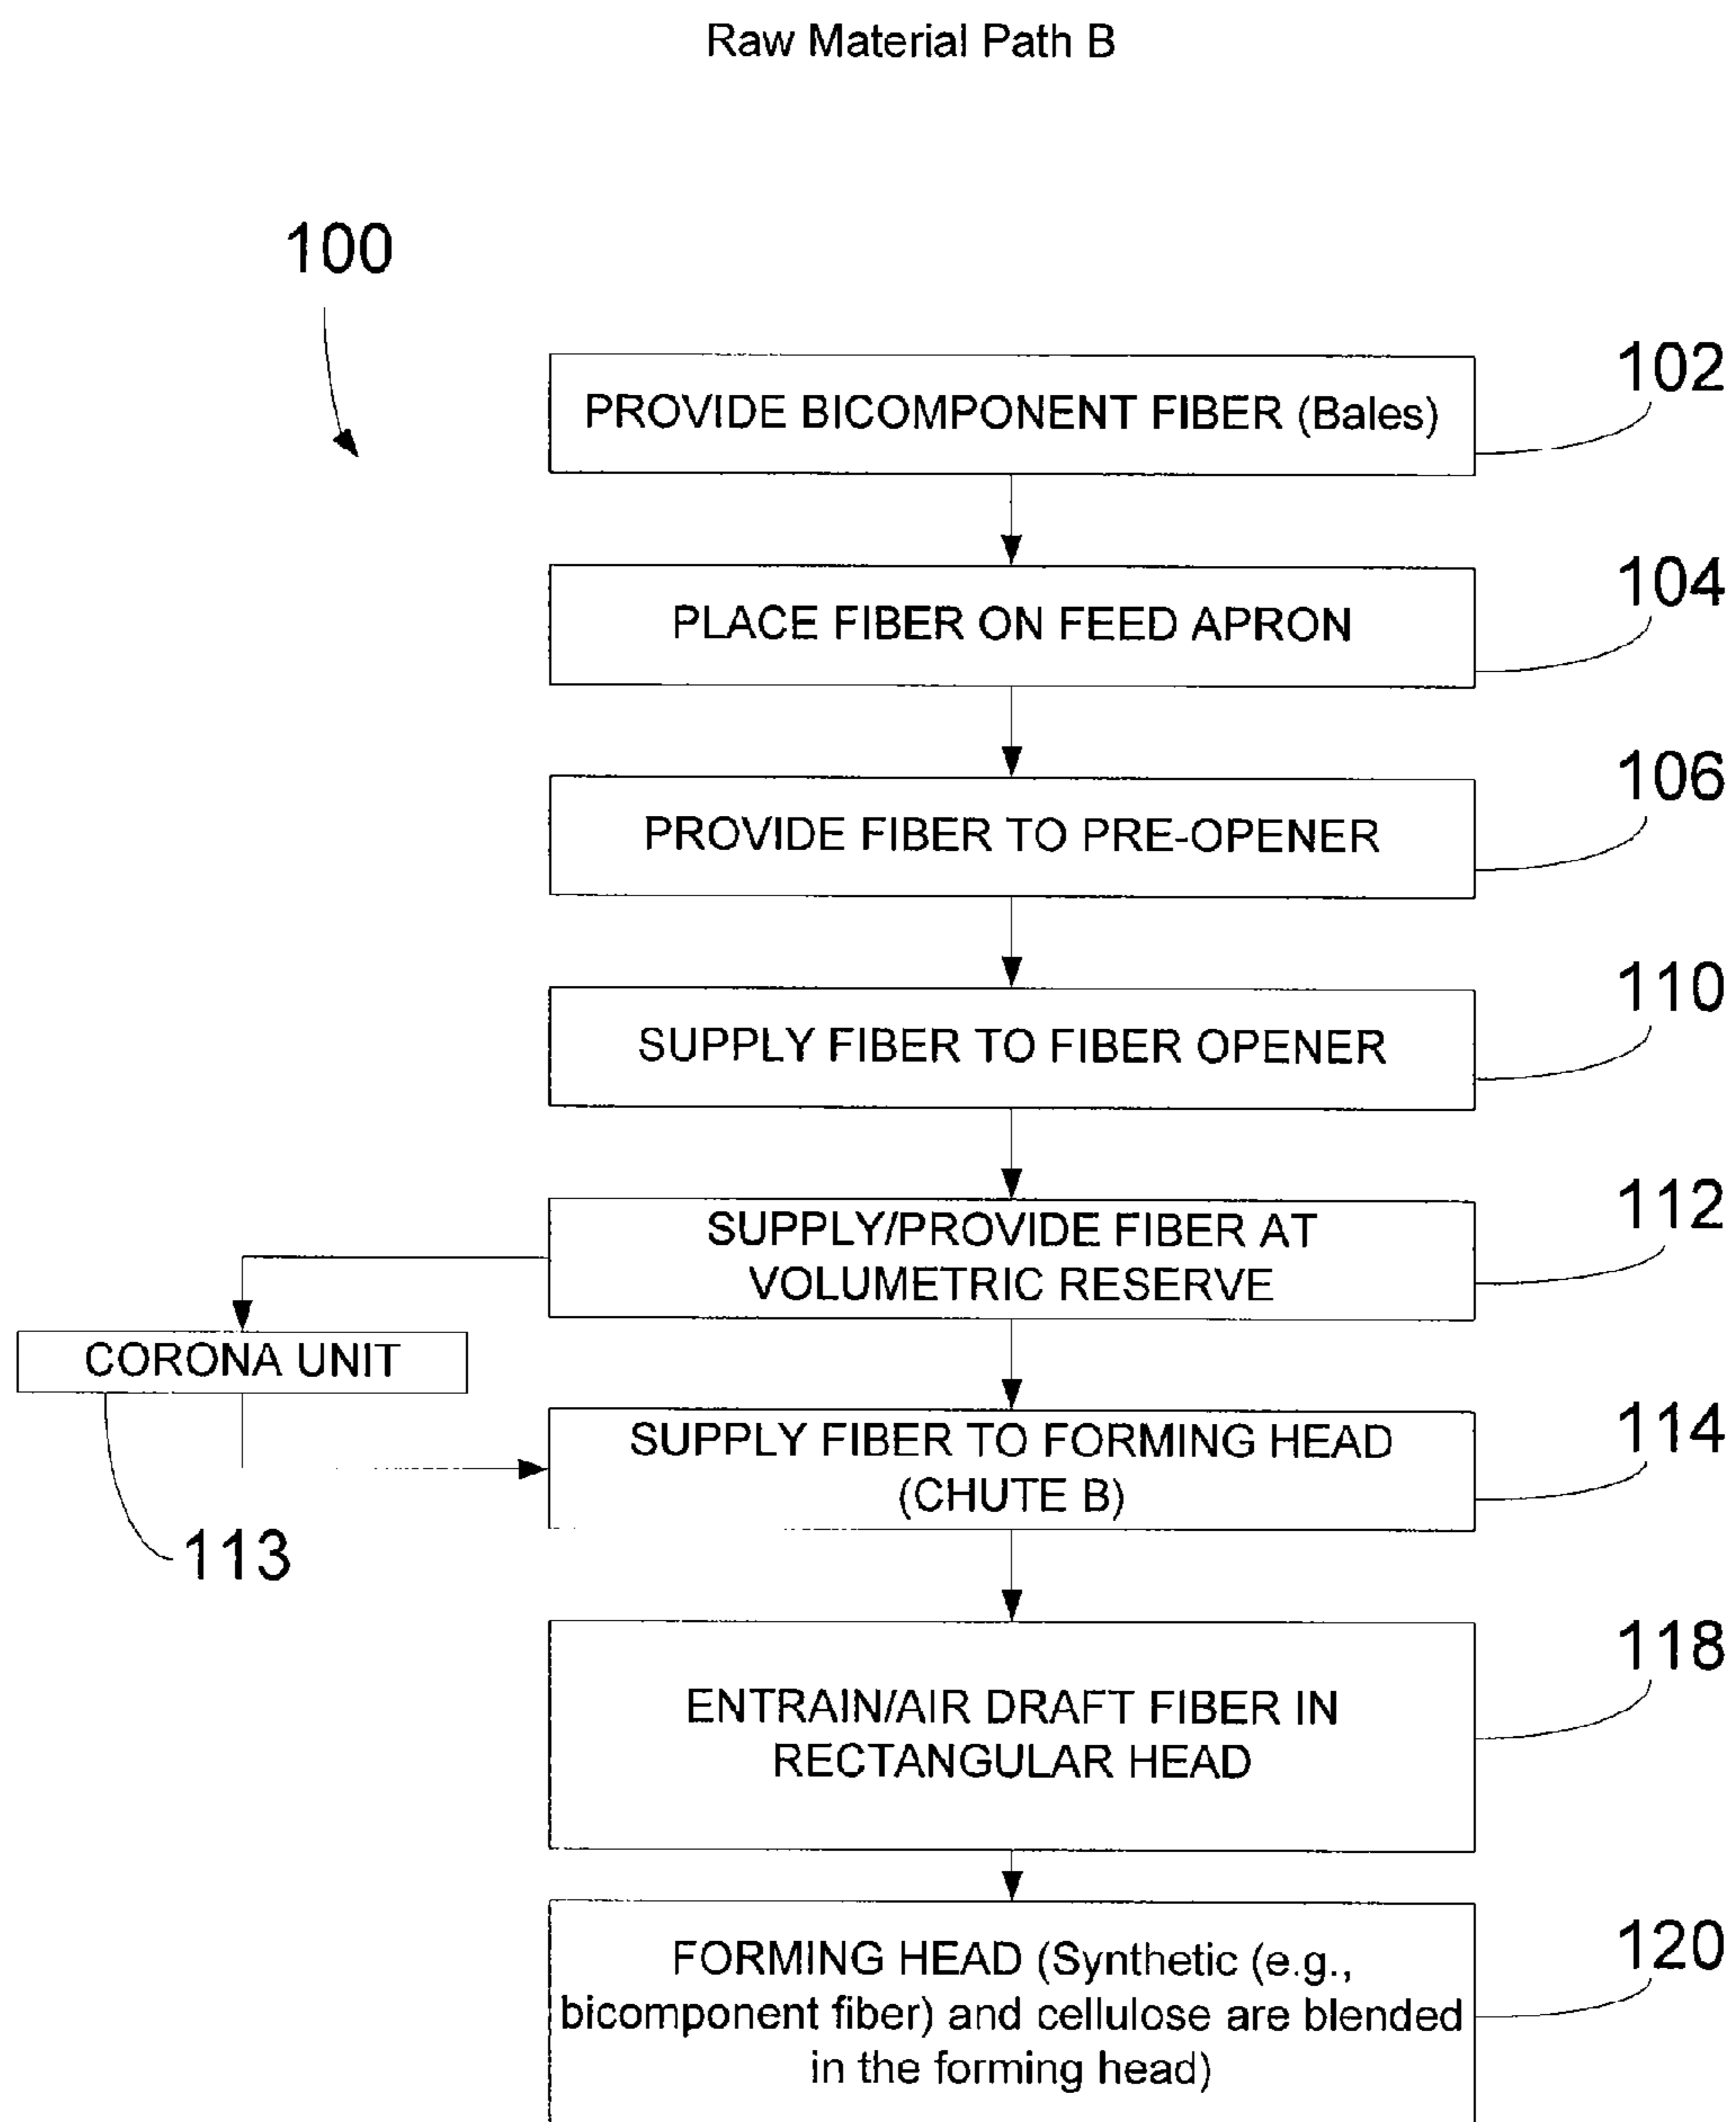 Raw Material Path B
100
PROVIDE BICOMPONENT FIBER (Bales)
102
PLACE FIBER ON FEED APRON
104
PROVIDE FIBER TO PRE-OPENER
106
SUPPLY FIBER TO FIBER OPENER
110
SUPPLY/PROVIDE FIBER AT
VOLUMETRIC RESERVE
112
CORONA UNIT
113
SUPPLY FIBER TO FORMING HEAD
(CHUTE B)
114
ENTRAIN/AIR DRAFT FIBER IN
RECTANGULAR HEAD
118
FORMING HEAD (Synthetic (e.g.,
bicomponent fiber) and cellulose are blended
in the forming head)
120